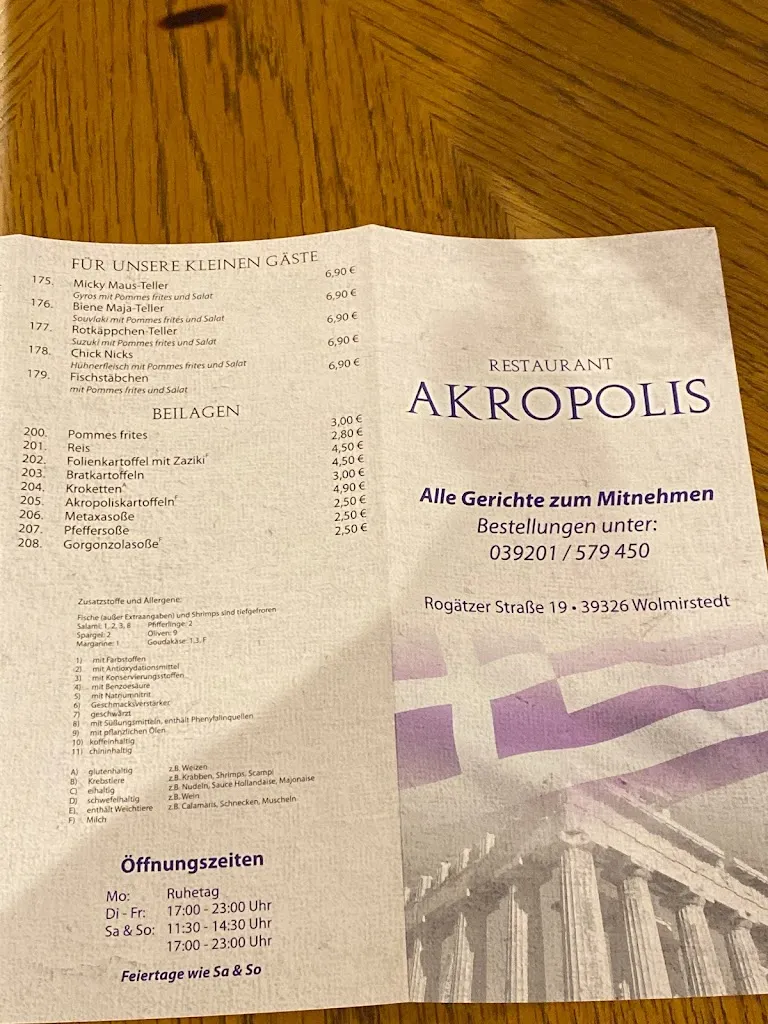 FÜR UNSERE KLEINEN GÄSTE
175. Micky Maus-Teller 6,90 €
Gyros mit Pommes frites und Salat
176. Biene Maja-Teller 6,90 €
Souvlaki mit Pommes frites und Salat
177. Rotkäppchen-Teller 6,90 €
Suzuki mit Pommes frites und Salat
178. Chick Nicks 6,90 €
Hühnerfleisch mit Pommes frites und Salat
179. Fischstäbchen 6,90 €
mit Pommes frites und Salat
BEILAGEN
200. Pommes frites 3,00 €
201. Reis 2,80 €
202. Folienkartoffel mit Zaziki F 4,50 €
203. Bratkartoffeln 4,50 €
204. Kroketten A 3,00 €
205. Akropoliskartoffeln F 4,90 €
206. Metaxasoße 2,50 €
207. Pfeffersoße 2,50 €
208. Gorgonzolasoße F 2,50 €
Zusatzstoffe und Allergene:
Fische (außer Extraangaben) und Shrimps sind tiefgefroren
Salami: 1, 2, 3, 8 Pfifferlinge: 2
Spargel: 2 Oliven: 9
Margarine: 1 Goudakäse: 1,3, F
1) mit Farbstoffen
2) mit Antioxydationsmittel
3) mit Konservierungsstoffen
4) mit Benzoesäure
5) mit Natriumnitrit
6) Geschmacksverstärker
7) geschwärzt
8) mit Süßungsmitteln, enthält Phenylalinquellen
9) mit pflanzlichen Ölen
10) koffeinhaltig
11) chininhaltig
A) glutenhaltig z.B. Weizen
B) Krebstiere z.B. Krabben, Shrimps, Scampi
C) eihaltig z.B. Nudeln, Sauce Hollandaise, Majonaise
D) schwefelhaltig z.B. Wein
E) enthält Weichtiere z.B. Calamaris, Schnecken, Muscheln
F) Milch
Öffnungszeiten
Mo: Ruhetag
Di - Fr: 17:00 - 23:00 Uhr
Sa & So: 11:30 - 14:30 Uhr
17:00 - 23:00 Uhr
Feiertage wie Sa & So
RESTAURANT
AKROPOLIS
Alle Gerichte zum Mitnehmen
Bestellungen unter:
039201 / 579 450
Rogätzer Straße 19 • 39326 Wolmirstedt